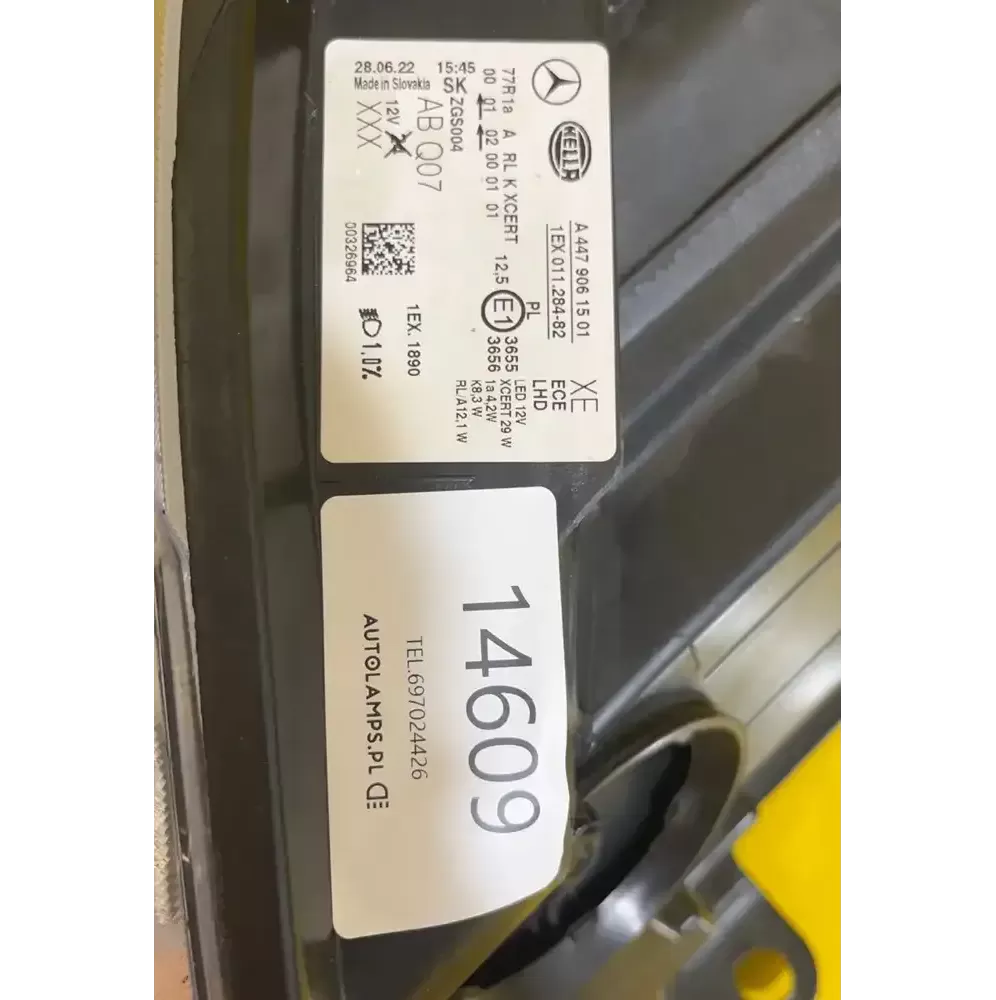 HELLA
A 447 906 15 01
1EX 011.284-82
XE
PL
ECE
LHD
77R1a A RL K XCERT 12,5 E1 3655
00 01 02 00 01 01 3656
LED 12V
XCERT 29 W
1a 4,2W
K8,3 W
RL/A12,1 W
28.06.22 15:45
Made in Slovakia SK
ZGS004
AB Q07
12V 24
XXX
1EX. 1890
00326964
1,0%
14609
TEL.697024426
AUTOLAMPS.PL